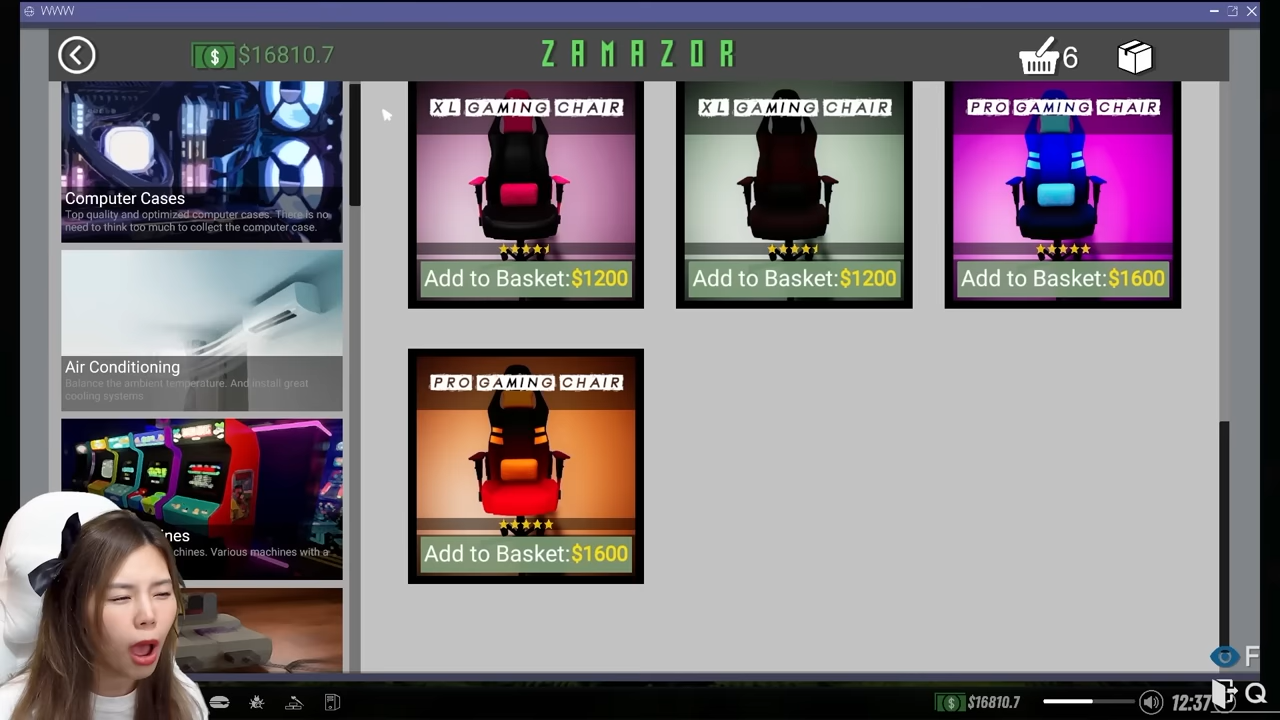 WWW
$16810.7
ZAMAZOR
6
XL GAMING CHAIR
XL GAMING CHAIR
PRO GAMING CHAIR
Computer Cases
Top quality and optimized computer cases. There is no
need to think too much to collect the computer case.
Add to Basket:$1200
Add to Basket:$1200
Add to Basket:$1600
Air Conditioning
Balance the ambient temperature. And install great
cooling systems
PRO GAMING CHAIR
Add to Basket:$1600
nes
chines. Various machines with a
F
$16810.7
12:37
Q